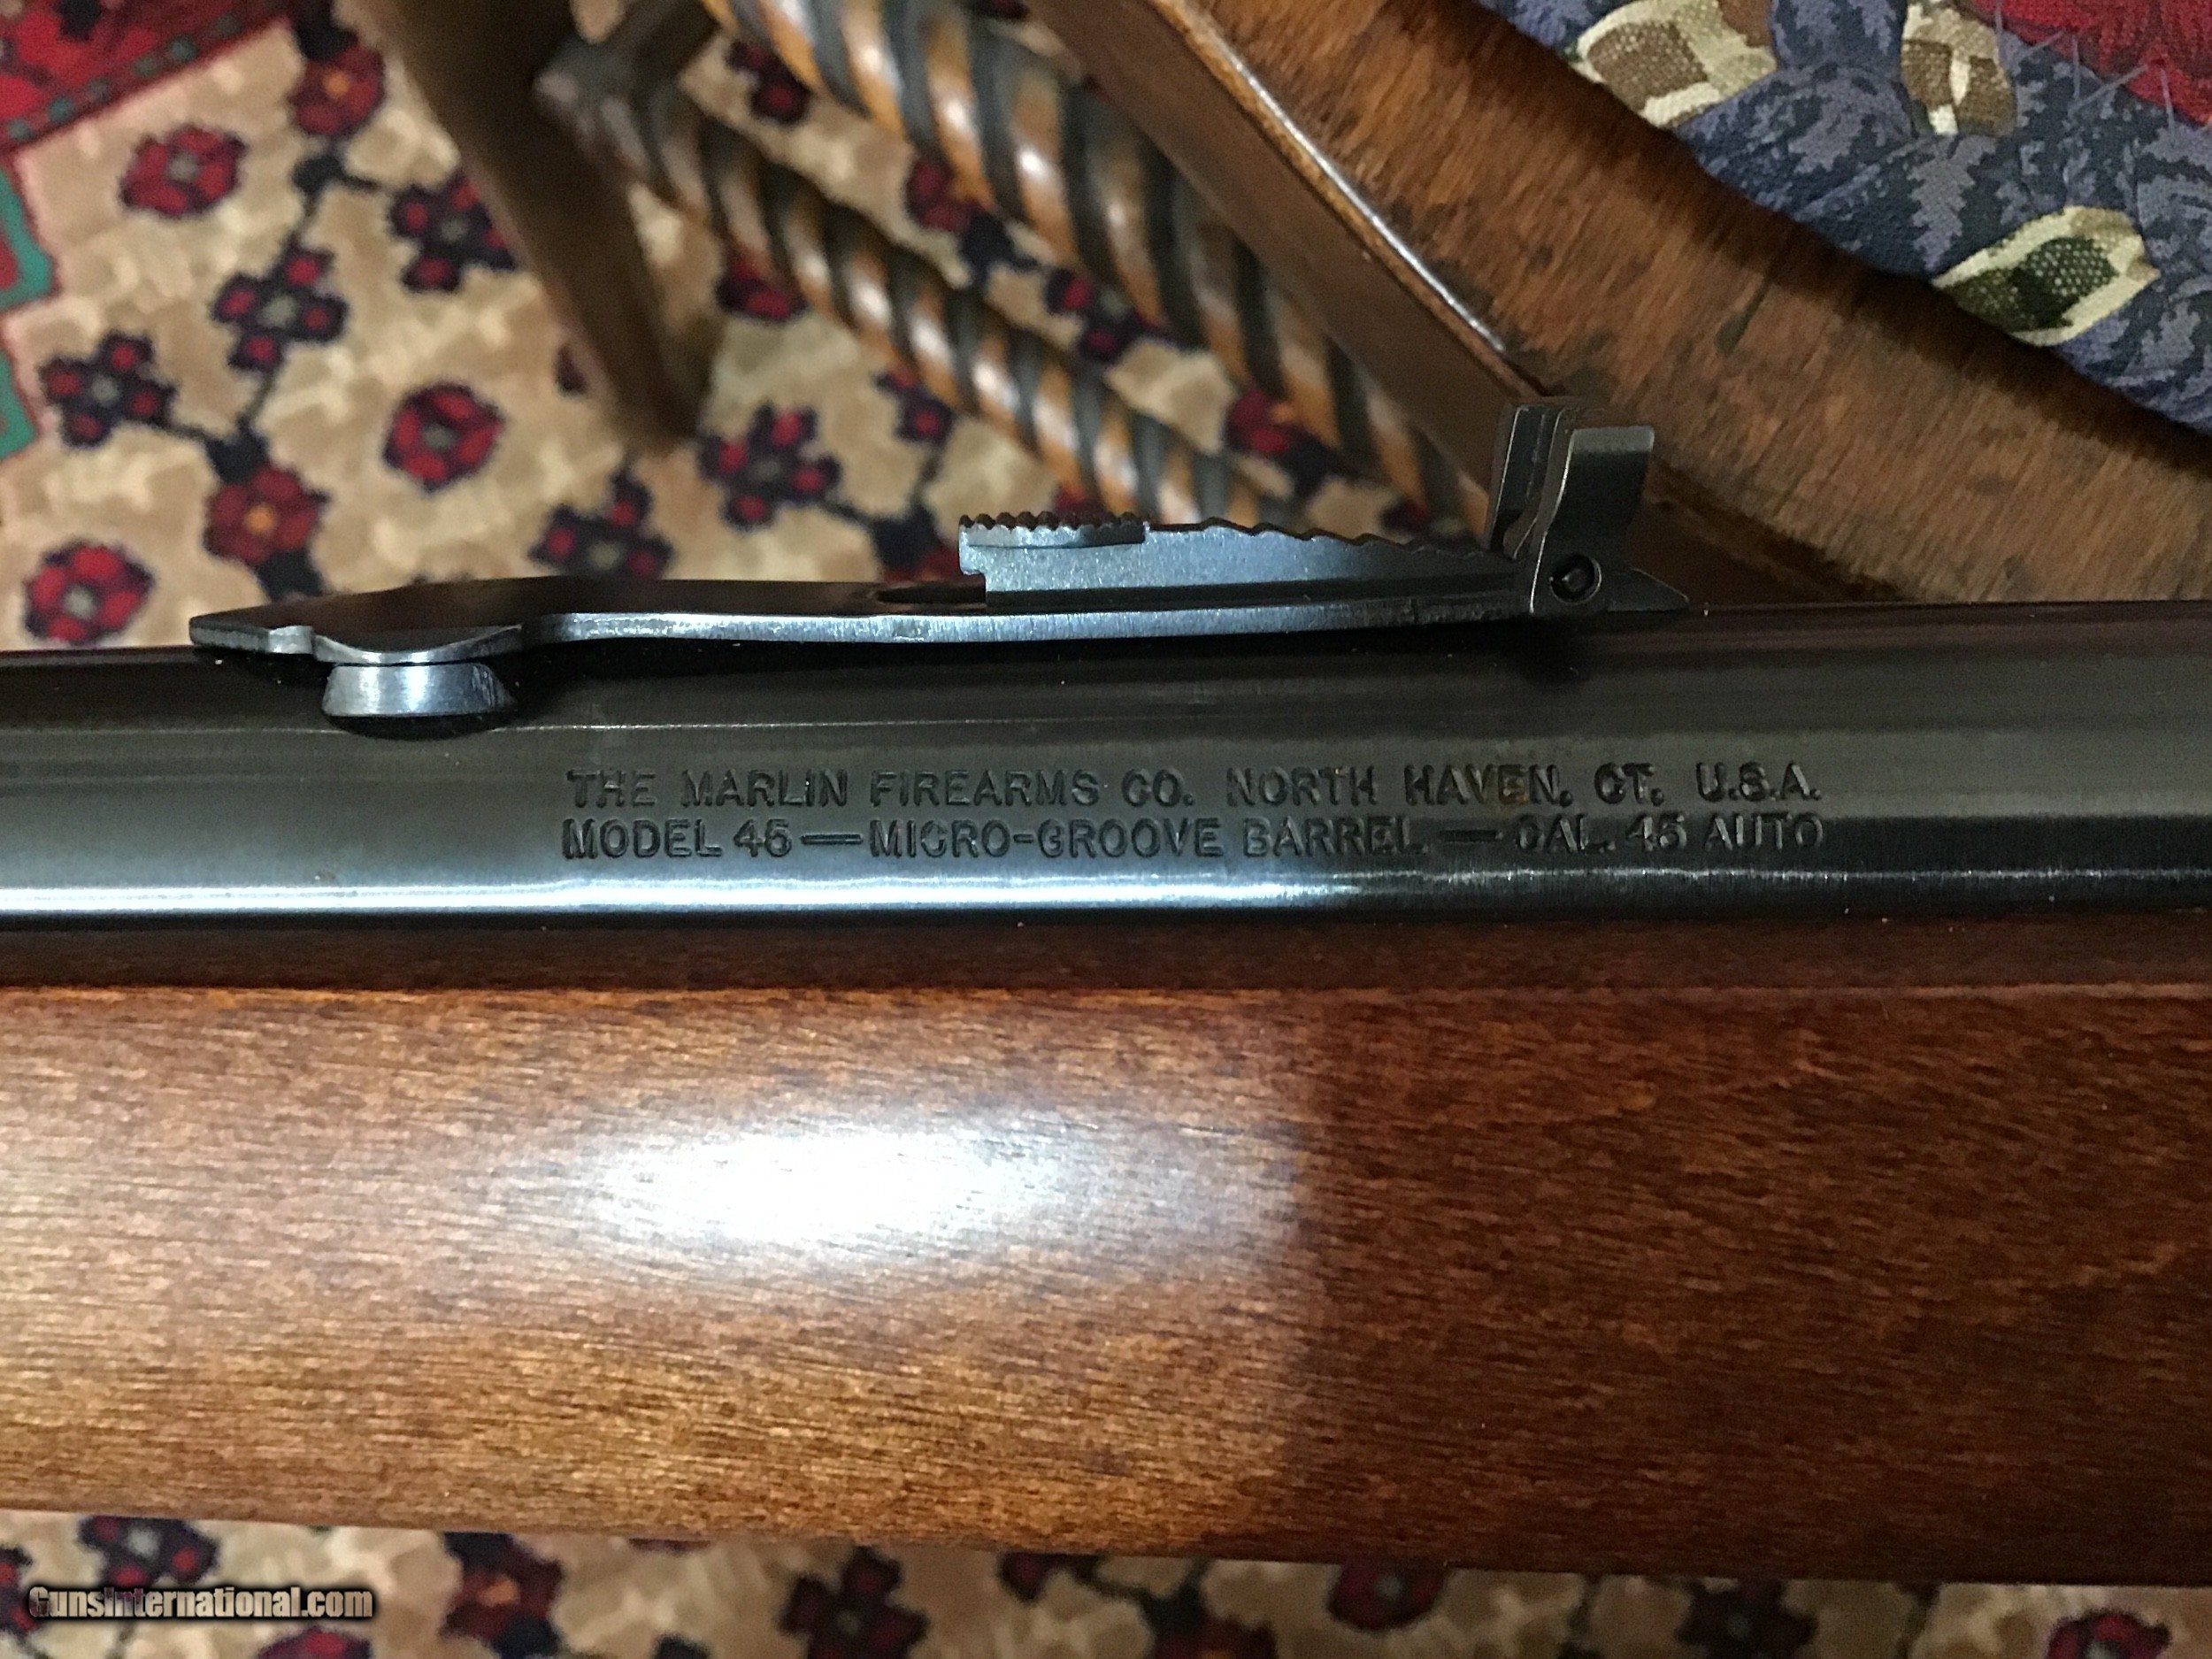 THE MARLIN FIREARMS CO. NORTH HAVEN, CT. U.S.A.
MODEL 45 — MICRO-GROOVE BARREL — CAL. 45 AUTO
GunsInternational.com